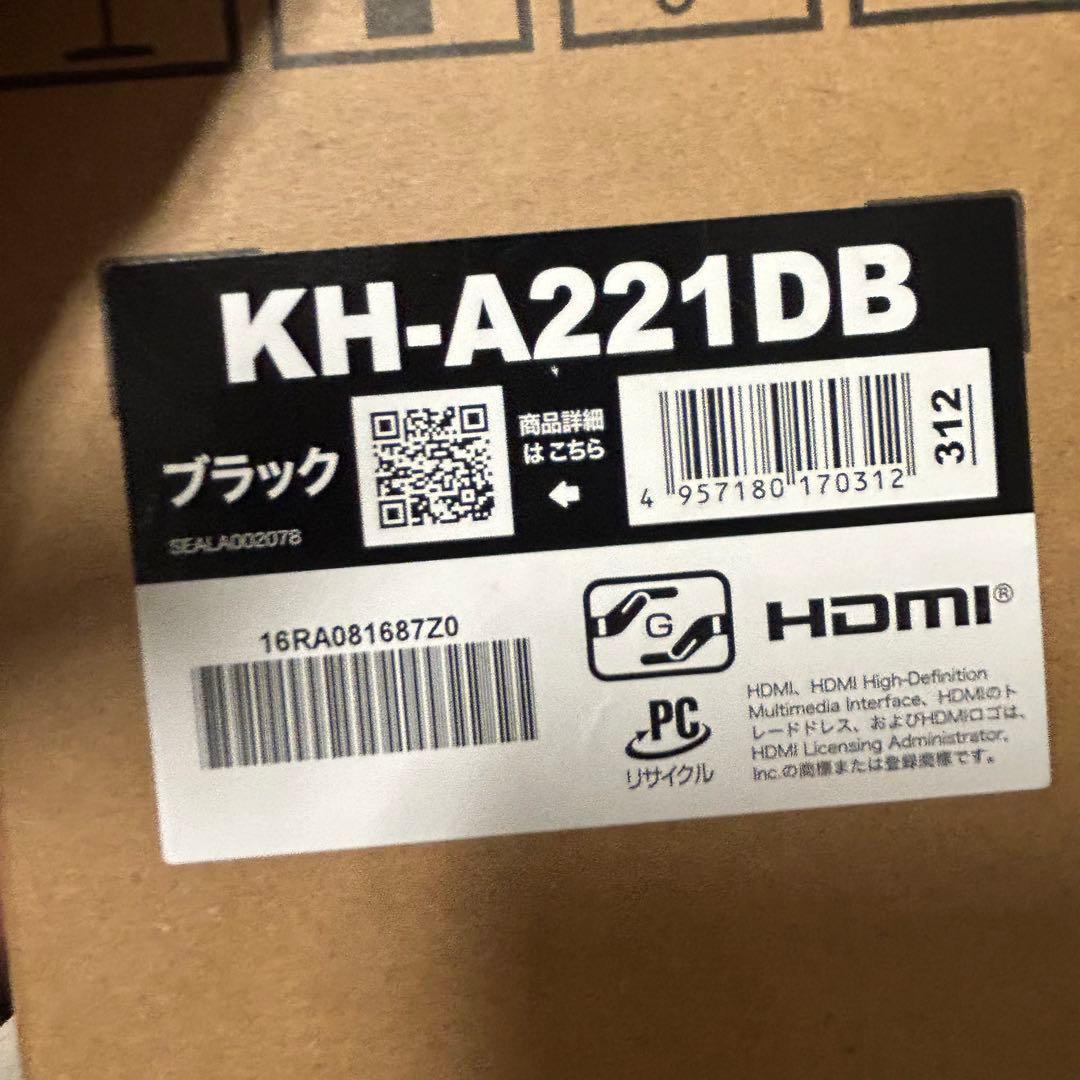 KH-A221DB
ブラック
商品詳細
はこちら
4 957180 170312
312
SEALA002078
16RA081687Z0
G
HDMI®
PC
リサイクル
HDMI、HDMI High-Definition
Multimedia Interface、HDMIのト
レードドレス、およびHDMIロゴは、
HDMI Licensing Administrator,
Inc.の商標または登録商標です。